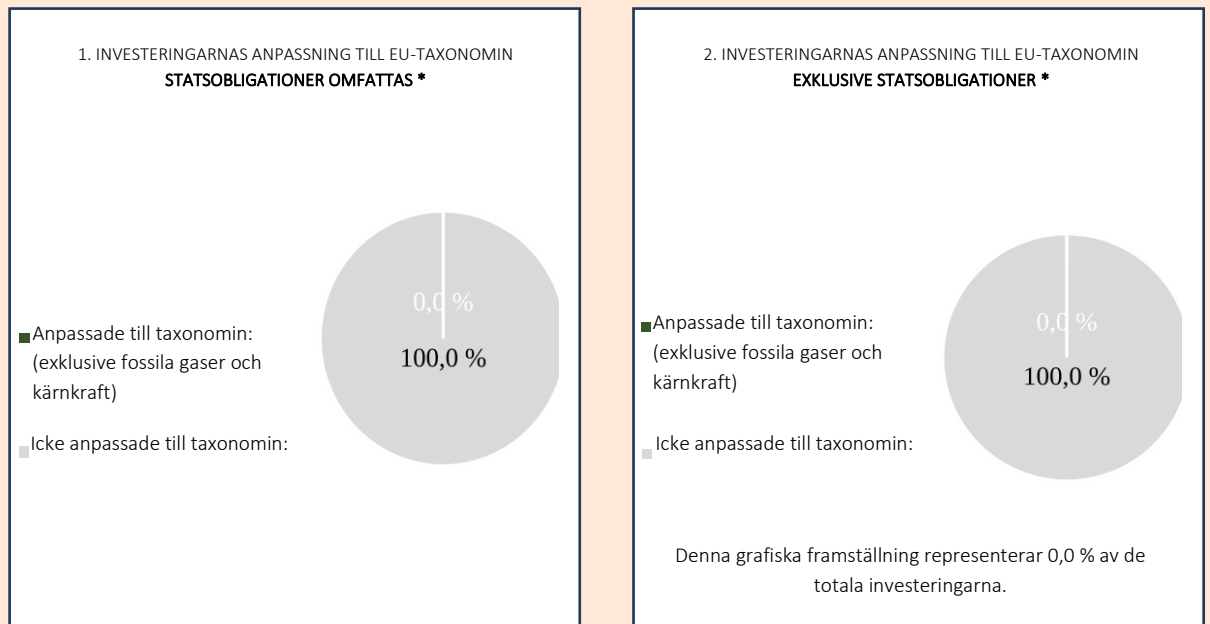 1. INVESTERINGARNAS ANPASSNING TILL EU-TAXONOMIN
STATSOBLIGATIONER OMFATTAS *
0,0 %
100,0 %
Anpassade till taxonomin:
(exklusive fossila gaser och
kärnkraft)
Icke anpassade till taxonomin:
2. INVESTERINGARNAS ANPASSNING TILL EU-TAXONOMIN
EXKLUSIVE STATSOBLIGATIONER *
0,0 %
100,0 %
Anpassade till taxonomin:
(exklusive fossila gaser och
kärnkraft)
Icke anpassade till taxonomin:
Denna grafiska framställning representerar 0,0 % av de
totala investeringarna.